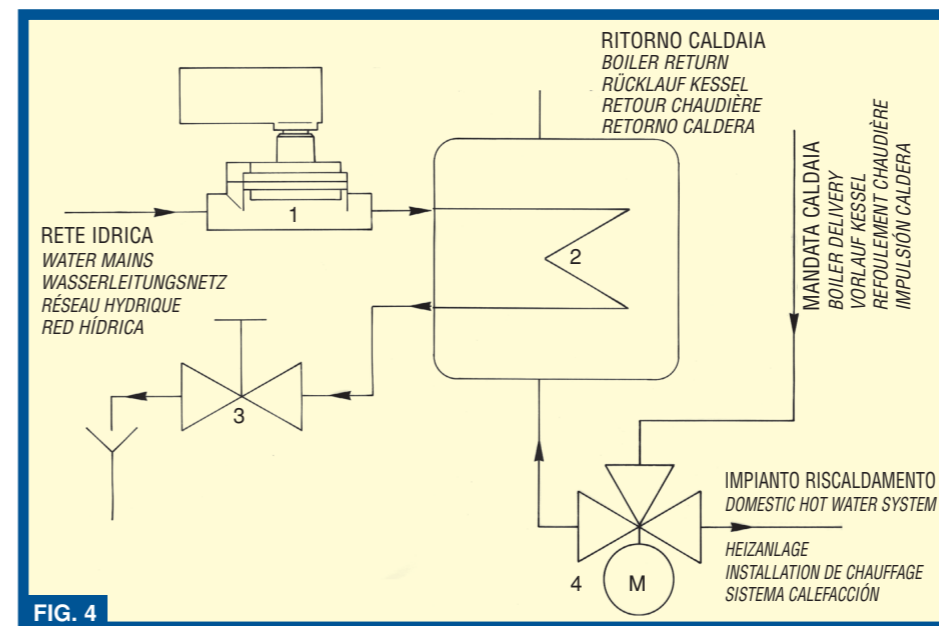 RITORNO CALDAIA
BOILER RETURN
RÜCKLAUF KESSEL
RETOUR CHAUDIÈRE
RETORNO CALDERA
MANDATA CALDAIA
BOILER DELIVERY
VORLAUF KESSEL
REFOULEMENT CHAUDIÈRE
IMPULSIÓN CALDERA
1
RETE IDRICA
WATER MAINS
WASSERLEITUNGSNETZ
RÉSEAU HYDRIQUE
RED HÍDRICA
2
3
IMPIANTO RISCALDAMENTO
DOMESTIC HOT WATER SYSTEM
HEIZANLAGE
INSTALLATION DE CHAUFFAGE
SISTEMA CALEFACCIÓN
4
M
FIG. 4